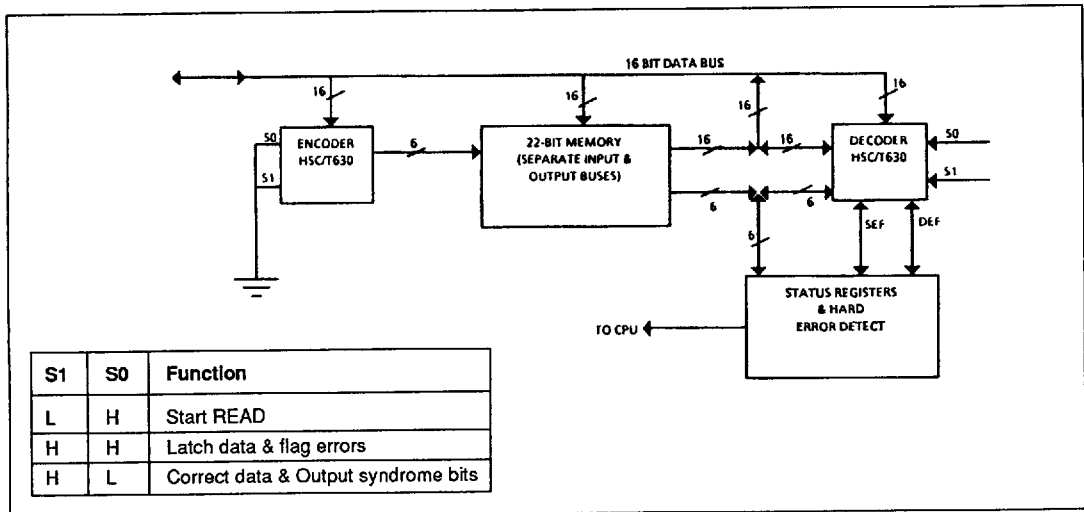 16 BIT DATA BUS
16
16
16
16
S0
S1
ENCODER
HSC/T630
6
22-BIT MEMORY
(SEPARATE INPUT &
OUTPUT BUSES)
16
16
6
6
DECODER
HSC/T630
S0
S1
6
SEF
DEF
STATUS REGISTERS
& HARD
ERROR DETECT
TO CPU
S1 S0 Function
L H Start READ
H H Latch data & flag errors
H L Correct data & Output syndrome bits